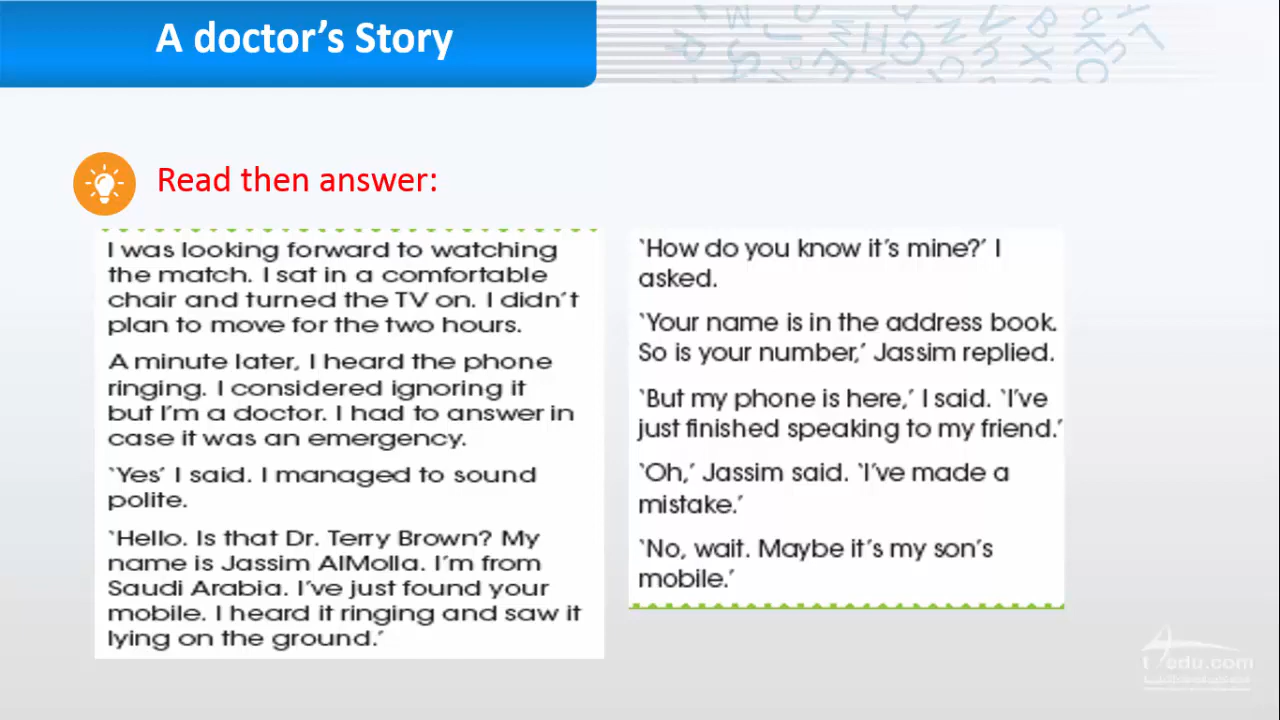 A doctor's Story
Read then answer:
I was looking forward to watching
the match. I sat in a comfortable
chair and turned the TV on. I didn't
plan to move for the two hours.
A minute later, I heard the phone
ringing. I considered ignoring it
but I'm a doctor. I had to answer in
case it was an emergency.
'Yes' I said. I managed to sound
polite.
'Hello. Is that Dr. Terry Brown? My
name is Jassim AlMolla. I'm from
Saudi Arabia. I've just found your
mobile. I heard it ringing and saw it
lying on the ground.'
'How do you know it's mine?' I
asked.
'Your name is in the address book.
So is your number,' Jassim replied.
'But my phone is here,' I said. 'I've
just finished speaking to my friend.'
'Oh,' Jassim said. 'I've made a
mistake.'
'No, wait. Maybe it's my son's
mobile.'